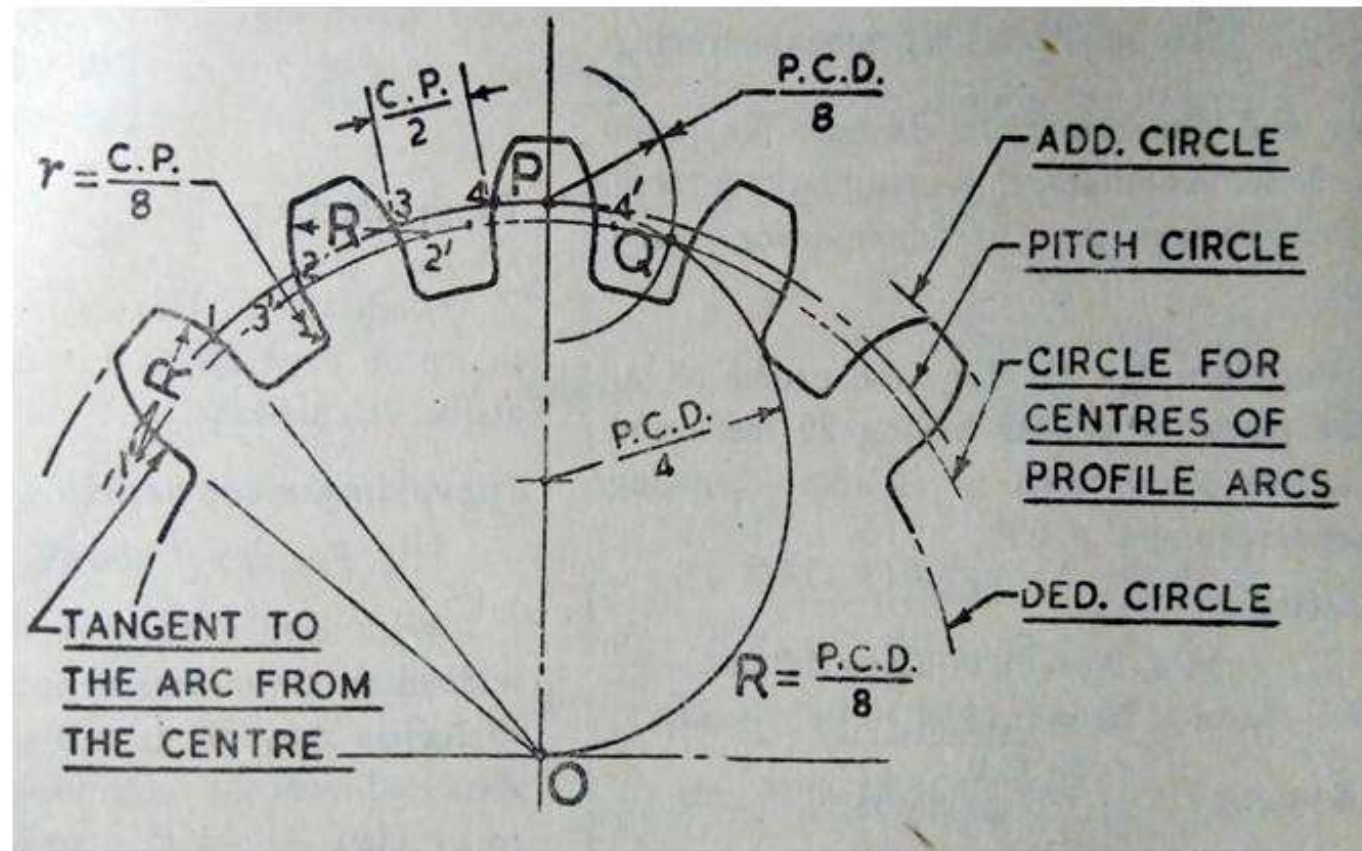 C.P.
2
P.C.D.
8
r = C.P.
8
ADD. CIRCLE
PITCH CIRCLE
CIRCLE FOR
CENTRES OF
PROFILE ARCS
DED. CIRCLE
P
3
4
4'
R
2
2'
Q
1
3'
R
P.C.D.
4
R = P.C.D.
8
TANGENT TO
THE ARC FROM
THE CENTRE
O